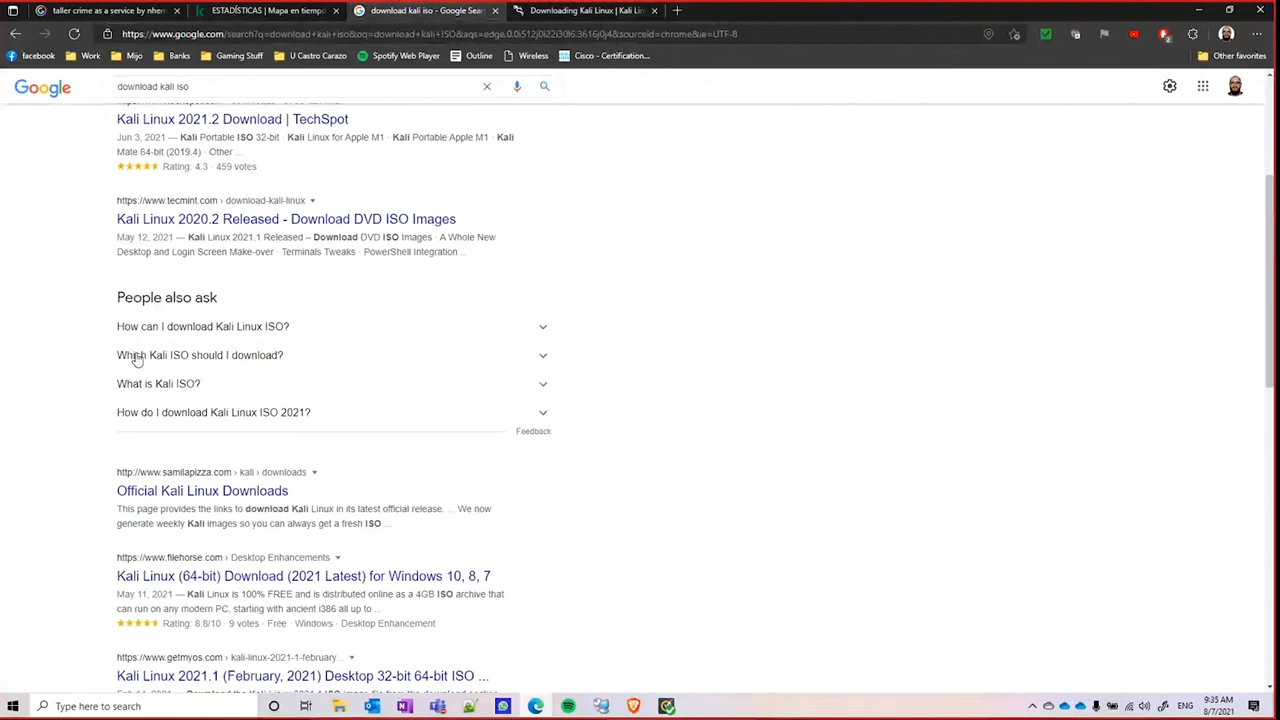 taller crime as a service by nhem
ESTADÍSTICAS | Mapa en tiempo
download kali iso - Google Sear
Downloading Kali Linux | Kali Lin
https://www.google.com/search?q=download+kali+iso&oq=download+kali+ISO&aqs=edge.0.0i512j0i22i30l6.3616j0j4&sourceid=chrome&ie=UTF-8
facebook
Work
Mijo
Banks
Gaming Stuff
U Castro Carazo
Spotify Web Player
Outline
Wireless
Cisco - Certification...
Other favorites
Google
download kali iso
Kali Linux 2021.2 Download | TechSpot
Jun 3, 2021 — Kali Portable ISO 32-bit · Kali Linux for Apple M1 · Kali Portable Apple M1 · Kali
Mate 64-bit (2019.4) · Other ...
Rating: 4.3 · 459 votes
https://www.tecmint.com › download-kali-linux
Kali Linux 2020.2 Released - Download DVD ISO Images
May 12, 2021 — Kali Linux 2021.1 Released – Download DVD ISO Images · A Whole New
Desktop and Login Screen Make-over · Terminals Tweaks · PowerShell Integration ...
People also ask
How can I download Kali Linux ISO?
Which Kali ISO should I download?
What is Kali ISO?
How do I download Kali Linux ISO 2021?
Feedback
http://www.samilapizza.com › kali › downloads
Official Kali Linux Downloads
This page provides the links to download Kali Linux in its latest official release. ... We now
generate weekly Kali images so you can always get a fresh ISO ...
https://www.filehorse.com › Desktop Enhancements
Kali Linux (64-bit) Download (2021 Latest) for Windows 10, 8, 7
May 11, 2021 — Kali Linux is 100% FREE and is distributed online as a 4GB ISO archive that
can run on any modern PC, starting with ancient i386 all up to ...
Rating: 8.8/10 · 9 votes · Free · Windows · Desktop Enhancement
https://www.getmyos.com › kali-linux-2021-1-february...
Kali Linux 2021.1 (February, 2021) Desktop 32-bit 64-bit ISO ...
Type here to search
ENG
9:35 AM
8/7/2021